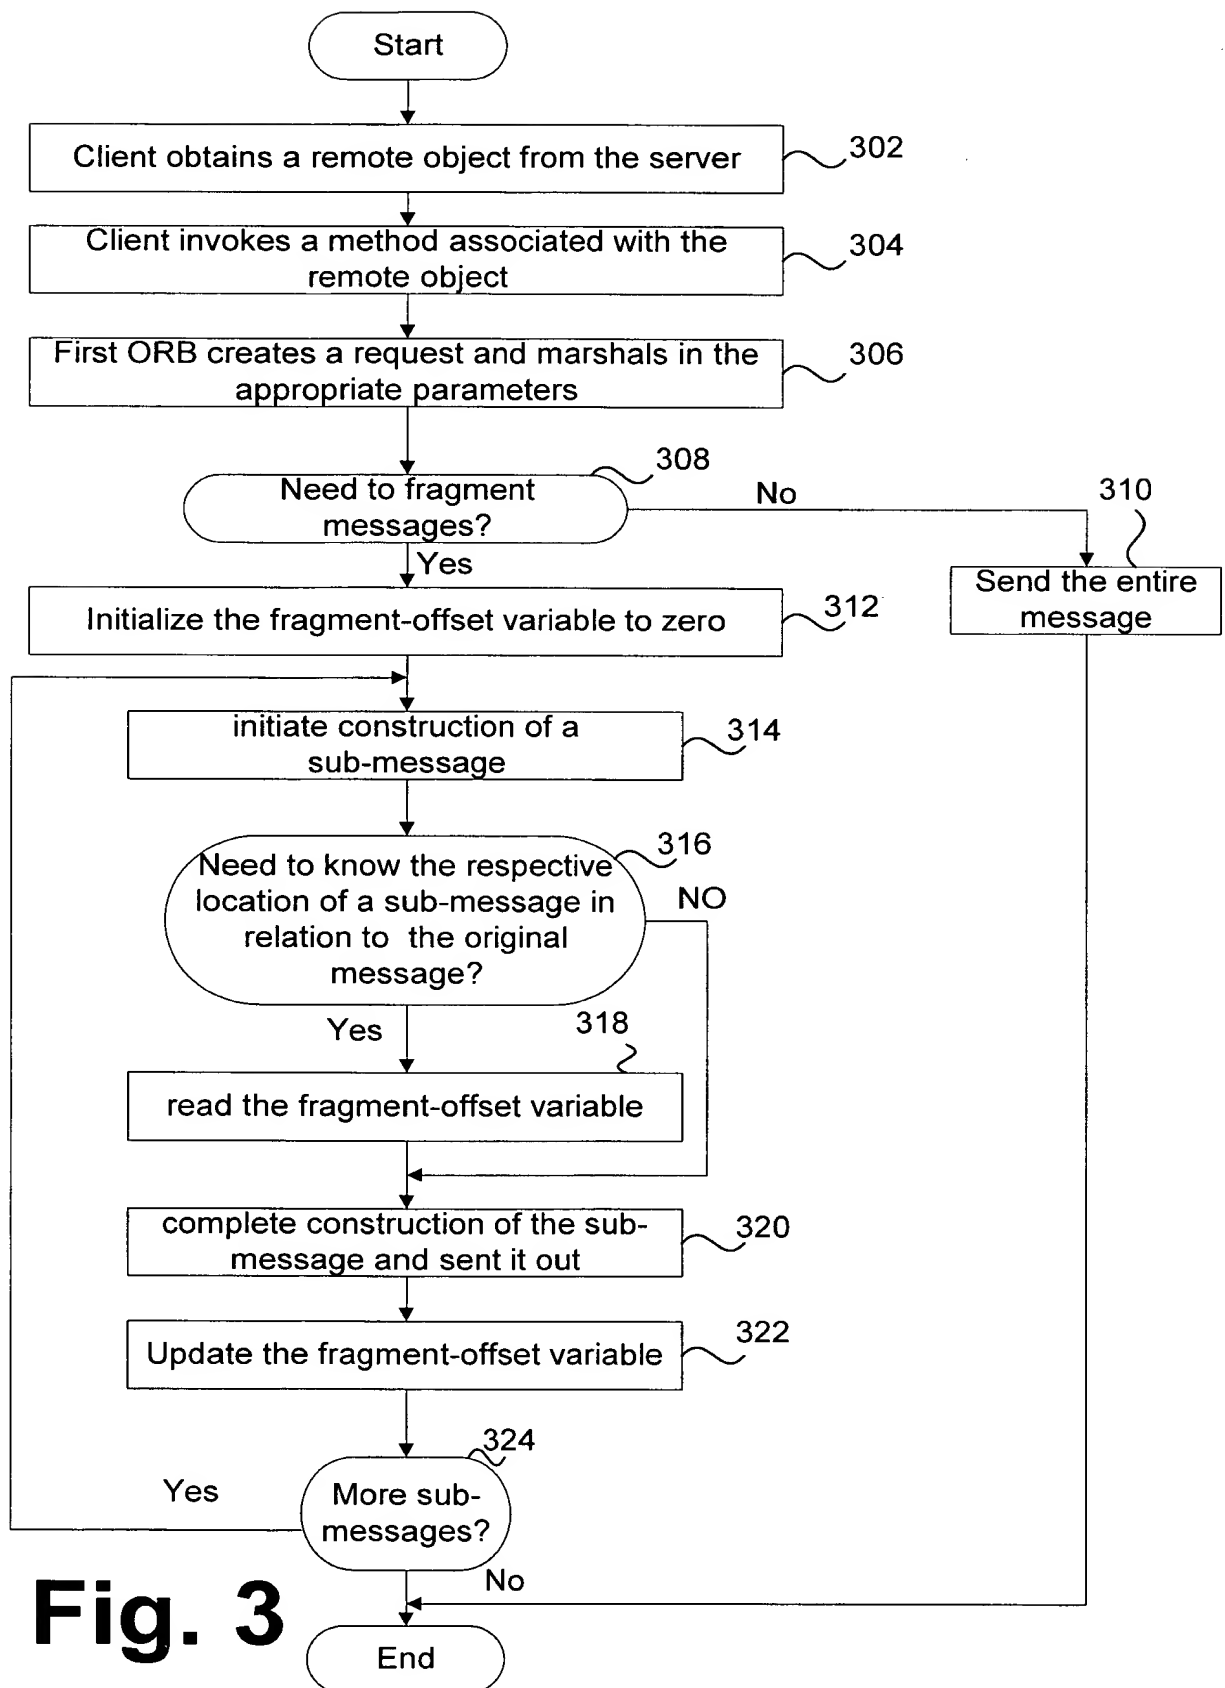 Start
Client obtains a remote object from the server
302
Client invokes a method associated with the
remote object
304
First ORB creates a request and marshals in the
appropriate parameters
306
308
Need to fragment
messages?
No
310
Yes
Send the entire
message
Initialize the fragment-offset variable to zero
312
initiate construction of a
sub-message
314
316
Need to know the respective
location of a sub-message in
relation to the original
message?
NO
Yes
318
read the fragment-offset variable
complete construction of the sub-
message and sent it out
320
Update the fragment-offset variable
322
324
More sub-
messages?
Yes
No
Fig. 3
End